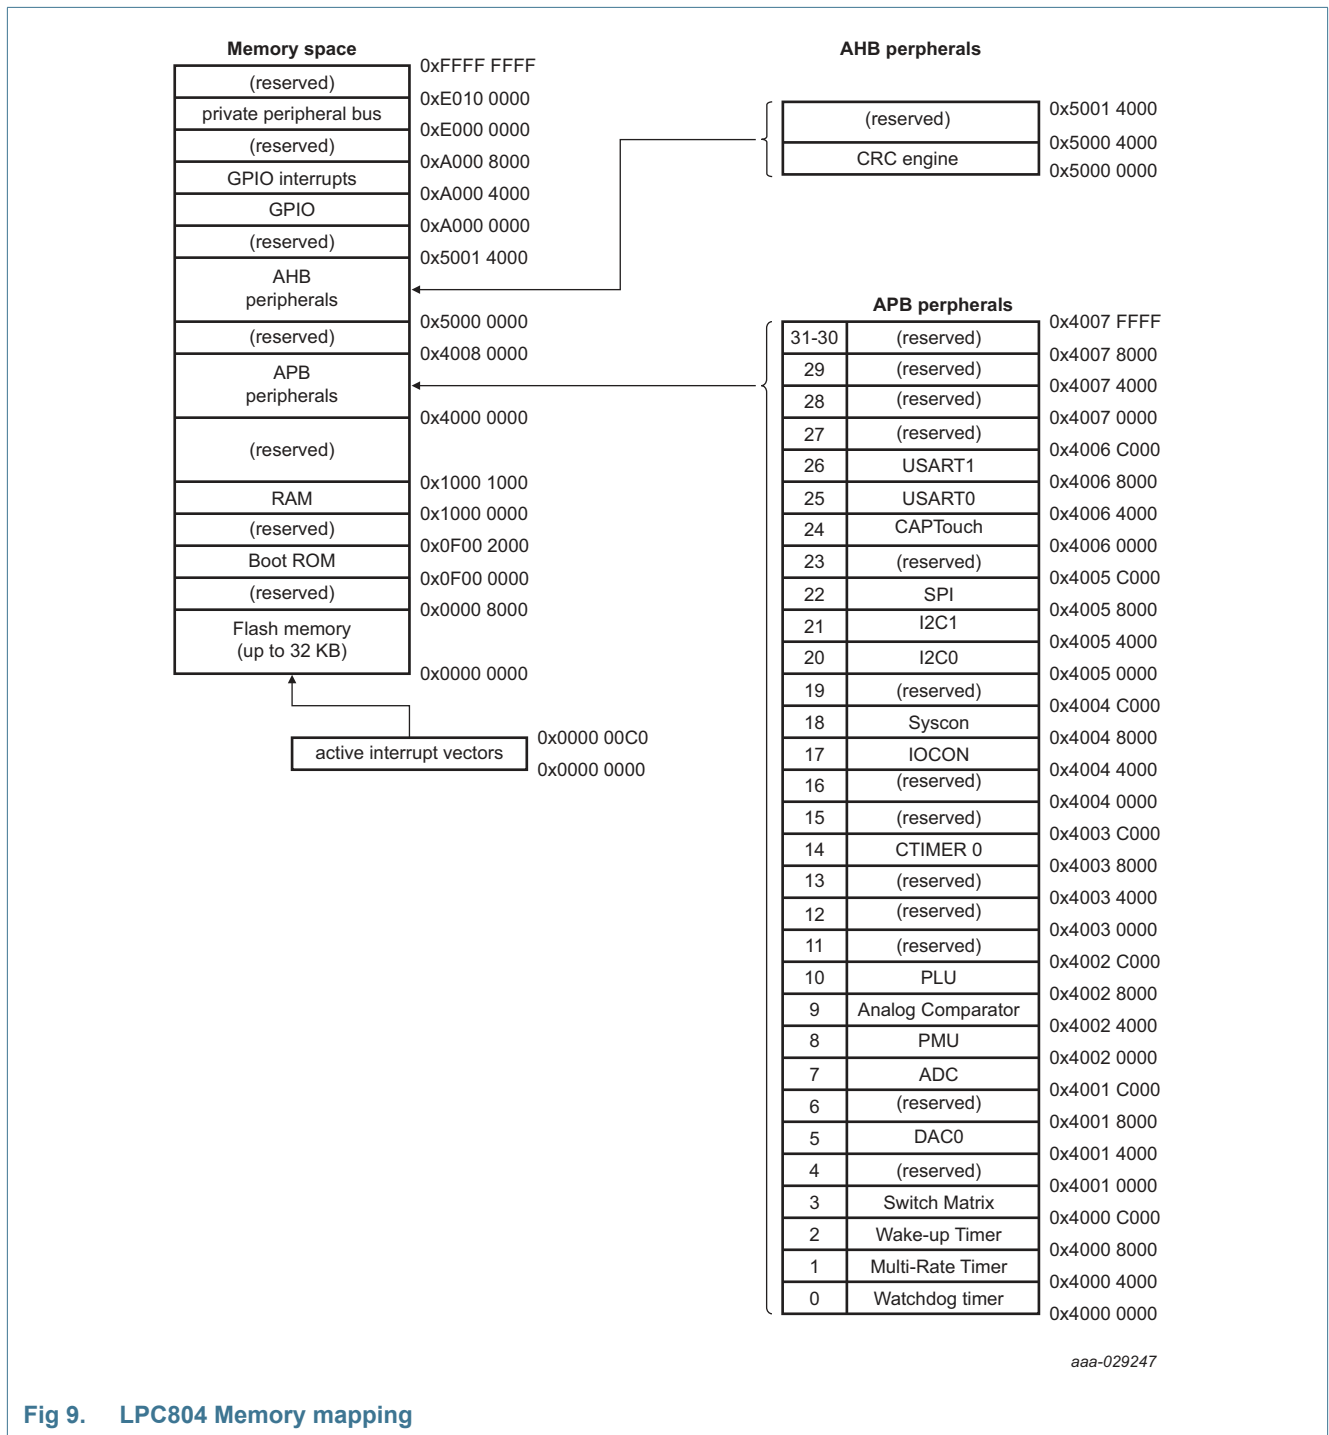 Memory space
0xFFFF FFFF
(reserved)
0xE010 0000
private peripheral bus
0xE000 0000
(reserved)
0xA000 8000
GPIO interrupts
0xA000 4000
GPIO
0xA000 0000
(reserved)
0x5001 4000
AHB
peripherals
0x5000 0000
(reserved)
0x4008 0000
APB
peripherals
0x4000 0000
(reserved)
0x1000 1000
RAM
0x1000 0000
(reserved)
0x0F00 2000
Boot ROM
0x0F00 0000
(reserved)
0x0000 8000
Flash memory
(up to 32 KB)
0x0000 0000
0x0000 00C0
active interrupt vectors
0x0000 0000
AHB perpherals
0x5001 4000
(reserved)
0x5000 4000
CRC engine
0x5000 0000
APB perpherals
0x4007 FFFF
31-30 (reserved)
0x4007 8000
29 (reserved)
0x4007 4000
28 (reserved)
0x4007 0000
27 (reserved)
0x4006 C000
26 USART1
0x4006 8000
25 USART0
0x4006 4000
24 CAPTouch
0x4006 0000
23 (reserved)
0x4005 C000
22 SPI
0x4005 8000
21 I2C1
0x4005 4000
20 I2C0
0x4005 0000
19 (reserved)
0x4004 C000
18 Syscon
0x4004 8000
17 IOCON
0x4004 4000
16 (reserved)
0x4004 0000
15 (reserved)
0x4003 C000
14 CTIMER 0
0x4003 8000
13 (reserved)
0x4003 4000
12 (reserved)
0x4003 0000
11 (reserved)
0x4002 C000
10 PLU
0x4002 8000
9 Analog Comparator
0x4002 4000
8 PMU
0x4002 0000
7 ADC
0x4001 C000
6 (reserved)
0x4001 8000
5 DAC0
0x4001 4000
4 (reserved)
0x4001 0000
3 Switch Matrix
0x4000 C000
2 Wake-up Timer
0x4000 8000
1 Multi-Rate Timer
0x4000 4000
0 Watchdog timer
0x4000 0000
aaa-029247
Fig 9. LPC804 Memory mapping